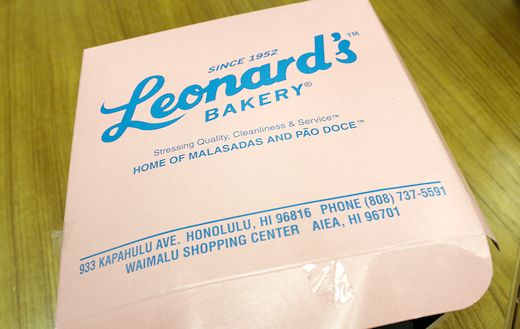 SINCE 1952
Leonard's™
BAKERY®
Stressing Quality, Cleanliness & Service™
HOME OF MALASADAS AND PÃO DOCE™
933 KAPAHULU AVE. HONOLULU, HI 96816 PHONE (808) 737-5591
WAIMALU SHOPPING CENTER AIEA, HI 96701